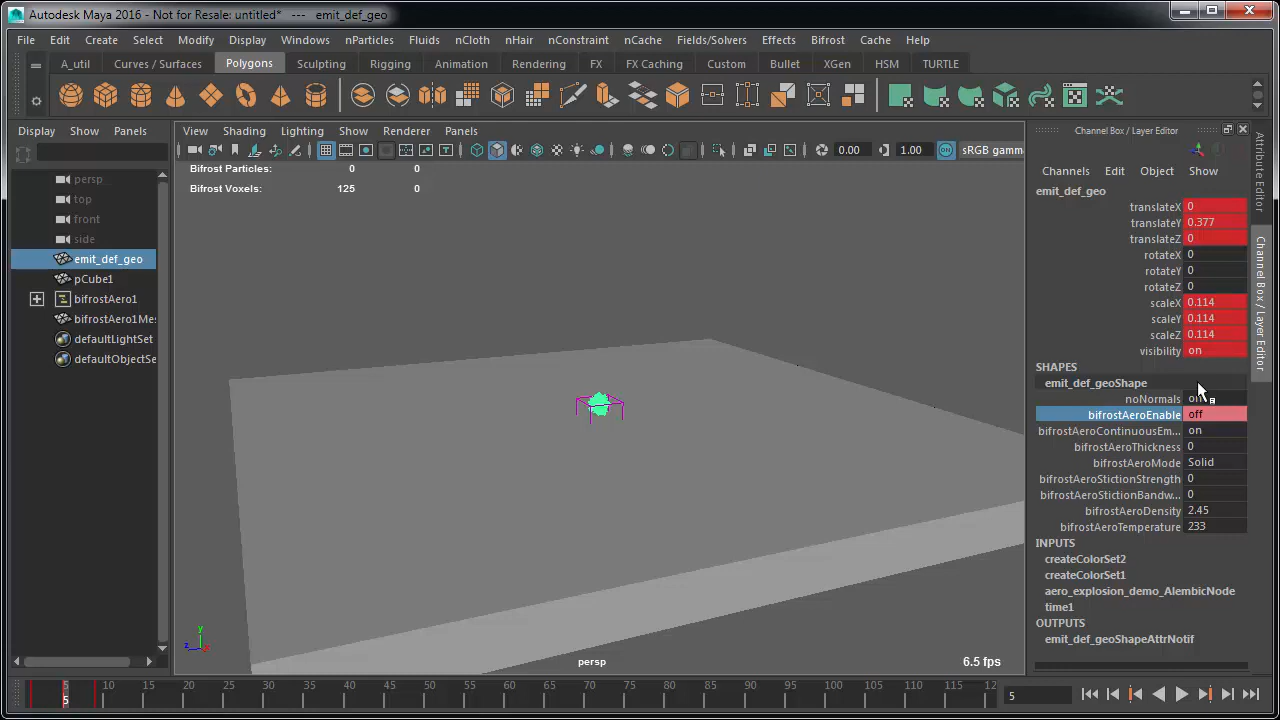 Autodesk Maya 2016 - Not for Resale: untitled*   ---   emit_def_geo
File Edit Create Select Modify Display Windows nParticles Fluids nCloth nHair nConstraint nCache Fields/Solvers Effects Bifrost Cache Help
A_util Curves / Surfaces Polygons Sculpting Rigging Animation Rendering FX FX Caching Custom Bullet XGen HSM TURTLE
Display Show Panels
View Shading Lighting Show Renderer Panels
Channel Box / Layer Editor
0.00 1.00 ON sRGB gamm
Bifrost Particles: 0 0
Bifrost Voxels: 125 0
persp
top
front
side
emit_def_geo
pCube1
bifrostAero1
bifrostAero1Me
defaultLightSet
defaultObjectSe
Channels Edit Object Show
emit_def_geo
translateX 0
translateY 0.377
translateZ 0
rotateX 0
rotateY 0
rotateZ 0
scaleX 0.114
scaleY 0.114
scaleZ 0.114
visibility on
SHAPES
emit_def_geoShape
noNormals
bifrostAeroEnable off
bifrostAeroContinuousEm... on
bifrostAeroThickness 0
bifrostAeroMode Solid
bifrostAeroStictionStrength 0
bifrostAeroStictionBandw... 0
bifrostAeroDensity 2.45
bifrostAeroTemperature 233
INPUTS
createColorSet2
createColorSet1
aero_explosion_demo_AlembicNode
time1
OUTPUTS
emit_def_geoShapeAttrNotif
Attribute Editor
Channel Box / Layer Editor
y
z
x
persp
6.5 fps
5 10 15 20 25 30 35 40 45 50 55 60 65 70 75 80 85 90 95 100 105 110 115 12
5
5